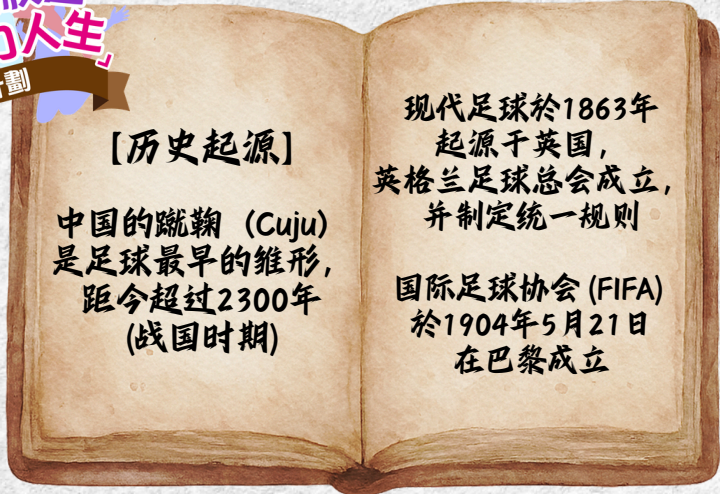 人生」
劃
【历史起源】
中国的蹴鞠（Cuju）
是足球最早的雏形，
距今超过2300年
(战国时期)
现代足球於1863年
起源于英国，
英格兰足球总会成立，
并制定统一规则
国际足球协会 (FIFA)
於1904年5月21日
在巴黎成立